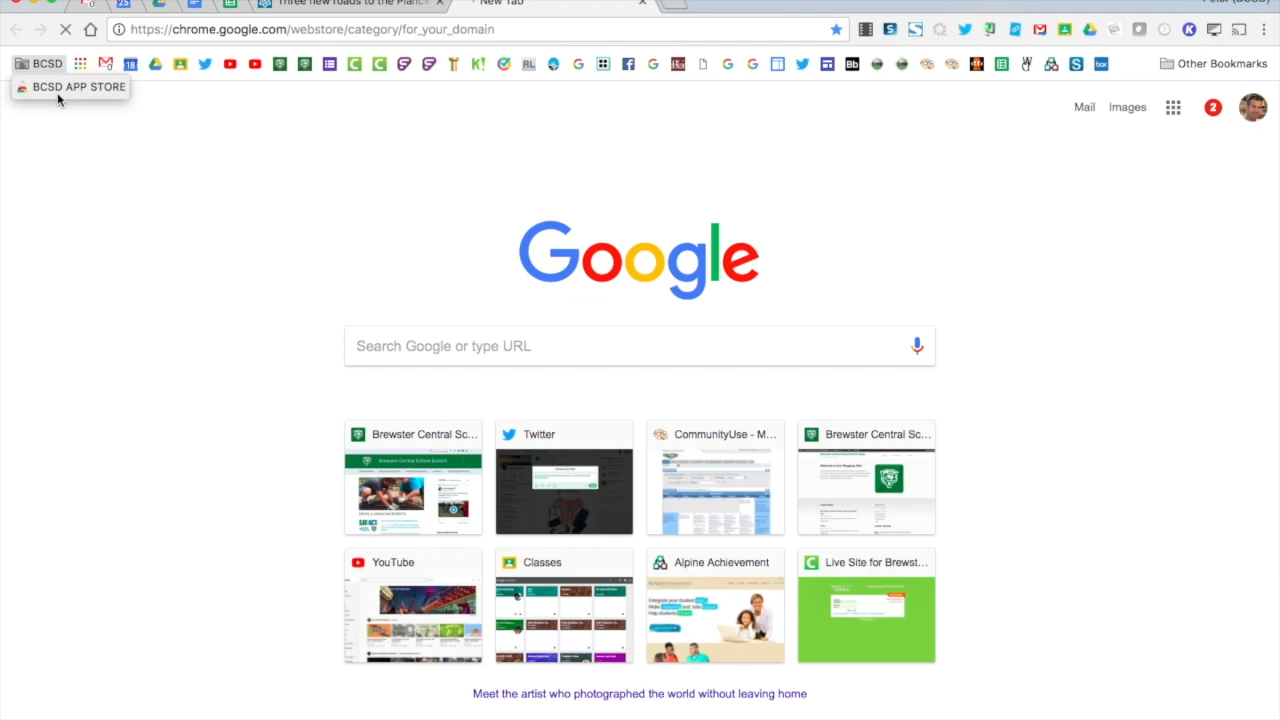 Three new roads to the Planck
New Tab
https://chrome.google.com/webstore/category/for_your_domain
BCSD
Other Bookmarks
BCSD APP STORE
Mail Images 2
Google
Search Google or type URL
Brewster Central Sc... Twitter CommunityUse - M... Brewster Central Sc...
YouTube Classes Alpine Achievement Live Site for Brewst...
Meet the artist who photographed the world without leaving home